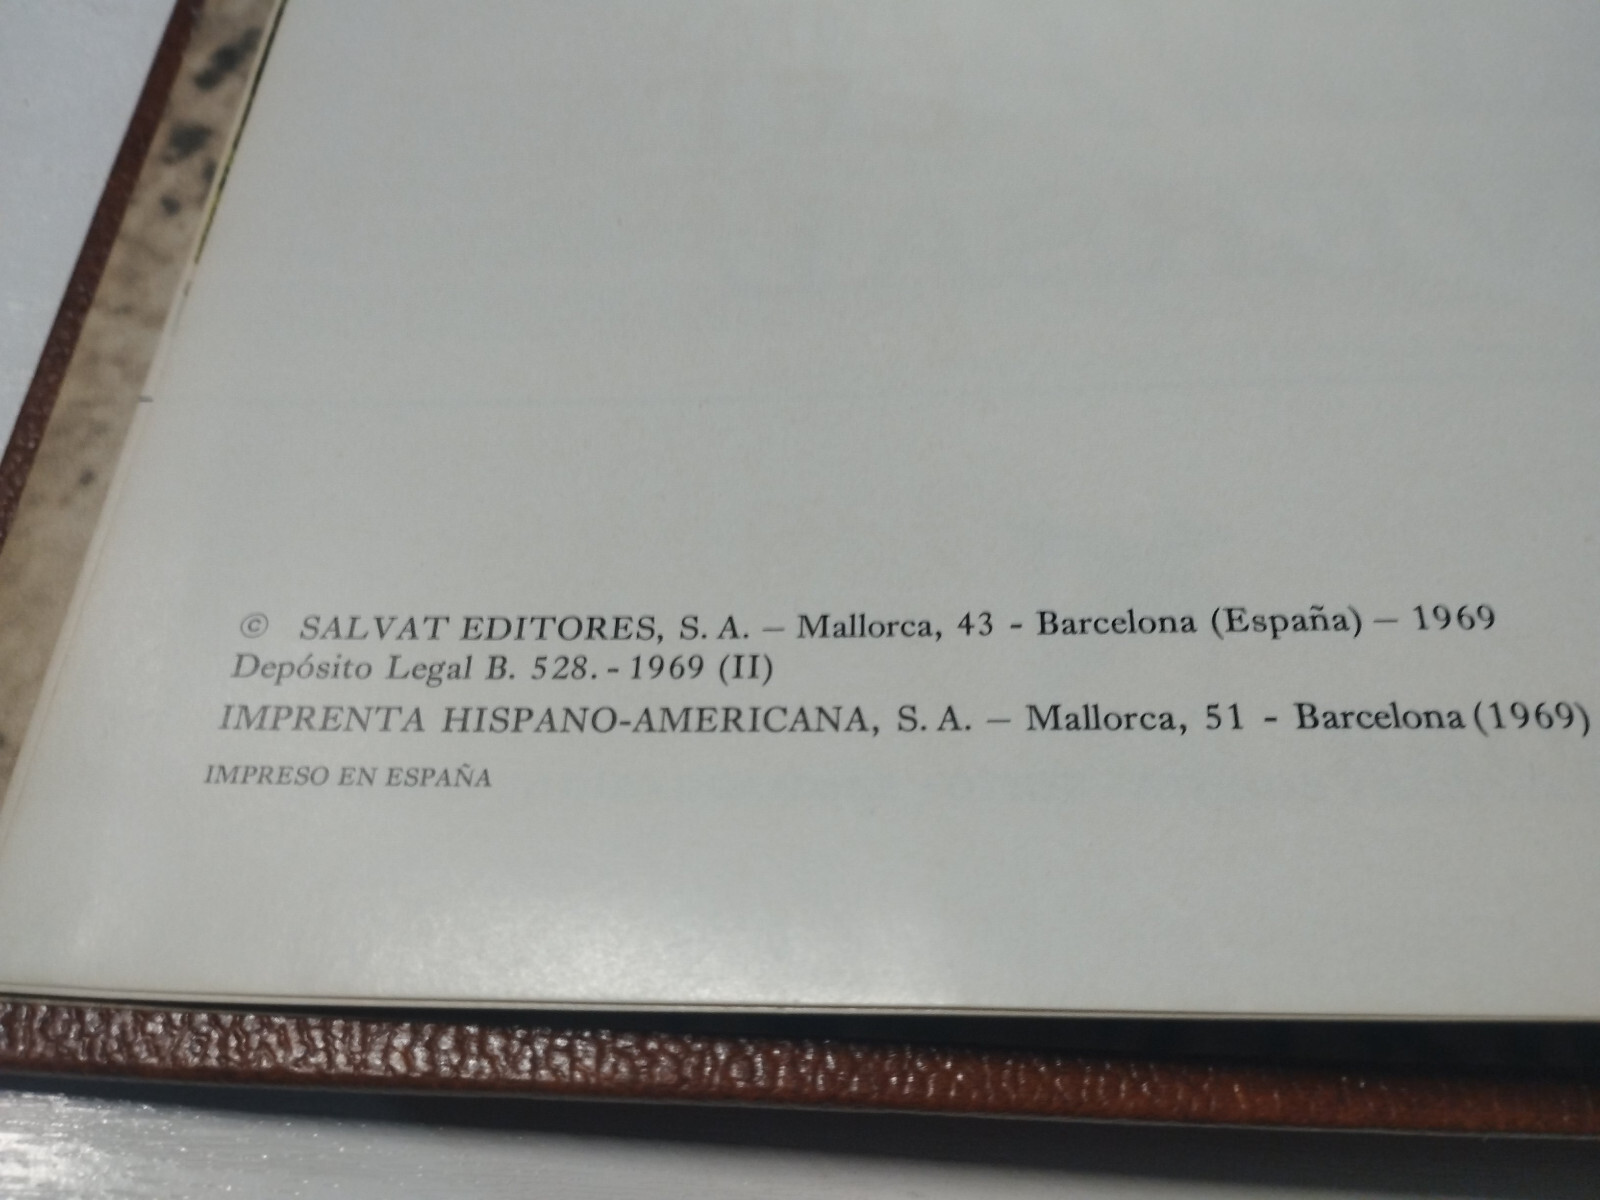 © SALVAT EDITORES, S. A. – Mallorca, 43 - Barcelona (España) – 1969
Depósito Legal B. 528. - 1969 (II)
IMPRENTA HISPANO-AMERICANA, S. A. – Mallorca, 51 - Barcelona (1969)
IMPRESO EN ESPAÑA